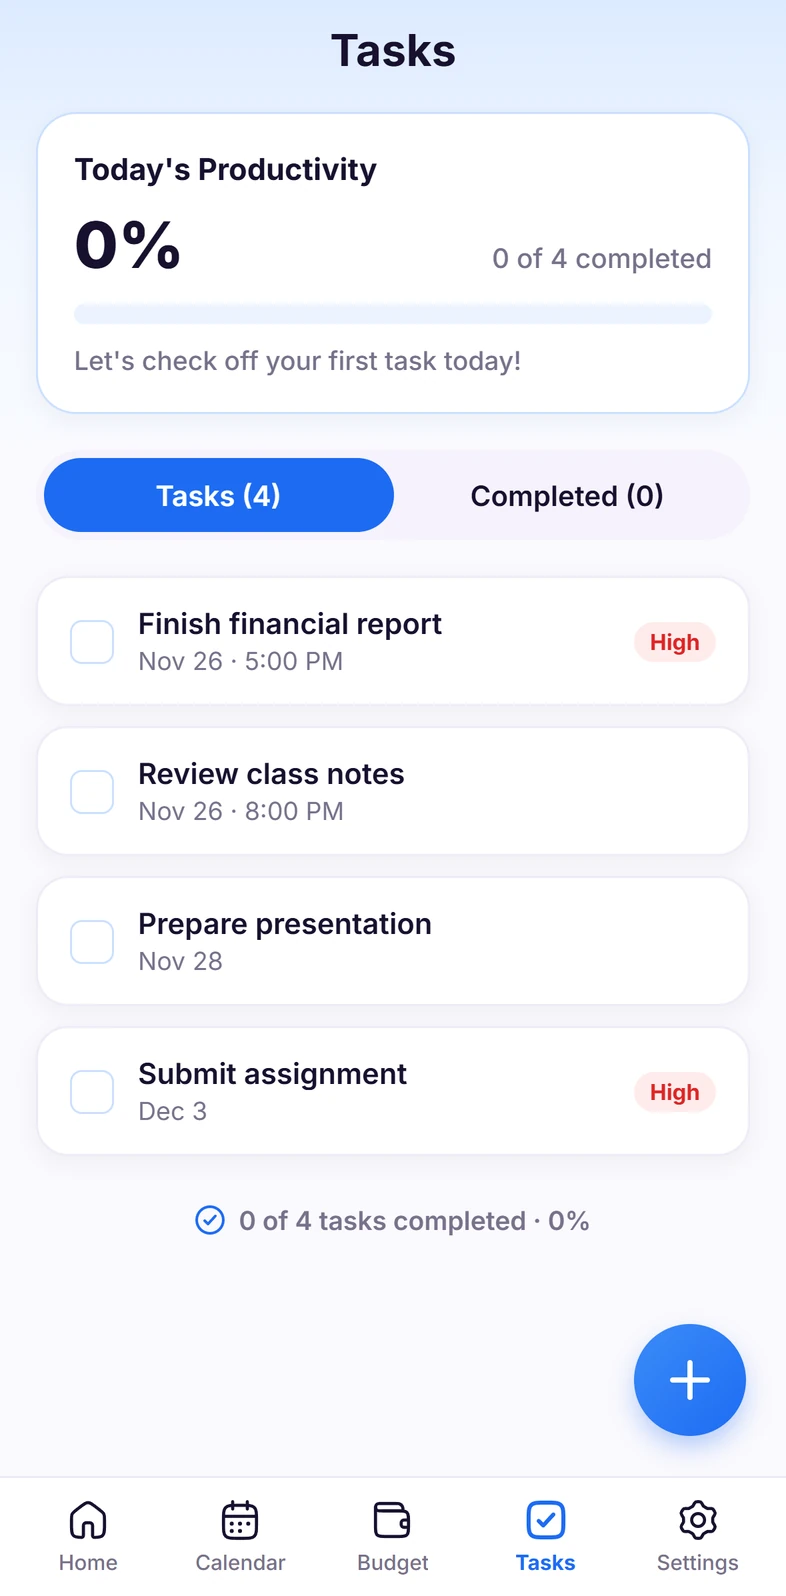 Tasks
Today's Productivity
0%
0 of 4 completed
Let's check off your first task today!
Tasks (4)
Completed (0)
Finish financial report
Nov 26 · 5:00 PM
High
Review class notes
Nov 26 · 8:00 PM
Prepare presentation
Nov 28
Submit assignment
Dec 3
High
0 of 4 tasks completed · 0%
Home
Calendar
Budget
Tasks
Settings